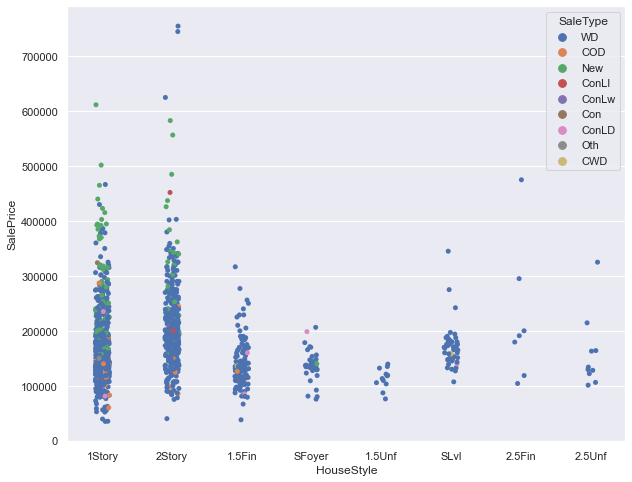 SaleType
WD
COD
New
ConLI
ConLw
Con
ConLD
Oth
CWD
700000
600000
500000
400000
300000
200000
100000
0
SalePrice
1Story 2Story 1.5Fin SFoyer 1.5Unf SLvl 2.5Fin 2.5Unf
HouseStyle